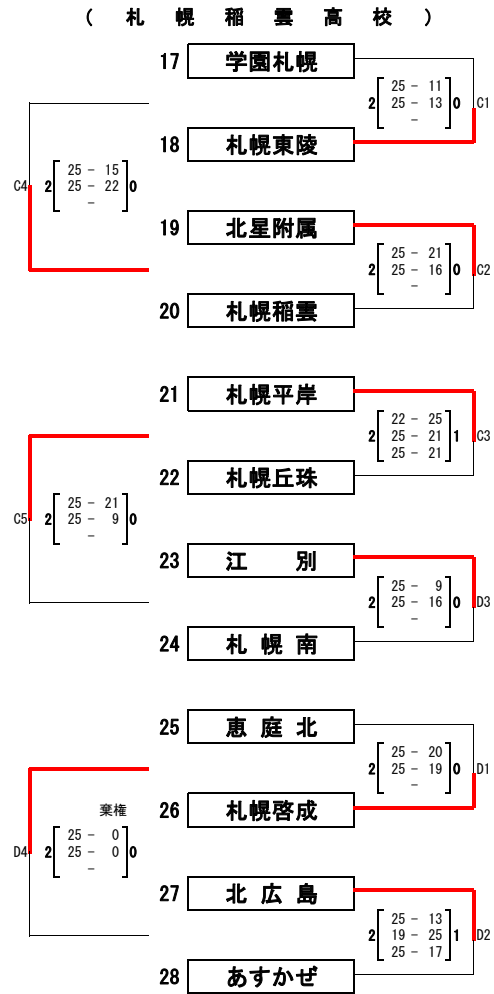 ( 札 幌 稲 雲 高 校 )
17 学園札幌
2 25 - 11 0 C1
25 - 13
-
18 札幌東陵
C4 2 25 - 15 0
25 - 22
-
19 北星附属
2 25 - 21 0 C2
25 - 16
-
20 札幌稲雲
21 札幌平岸
2 22 - 25 1 C3
25 - 21
25 - 21
22 札幌丘珠
C5 2 25 - 21 0
25 - 9
-
23 江 別
2 25 - 9 0 D3
25 - 16
-
24 札 幌 南
25 恵 庭 北
2 25 - 20 0 D1
25 - 19
-
26 札幌啓成
棄権
D4 2 25 - 0 0
25 - 0
-
27 北 広 島
2 25 - 13 1 D2
19 - 25
25 - 17
28 あすかぜ